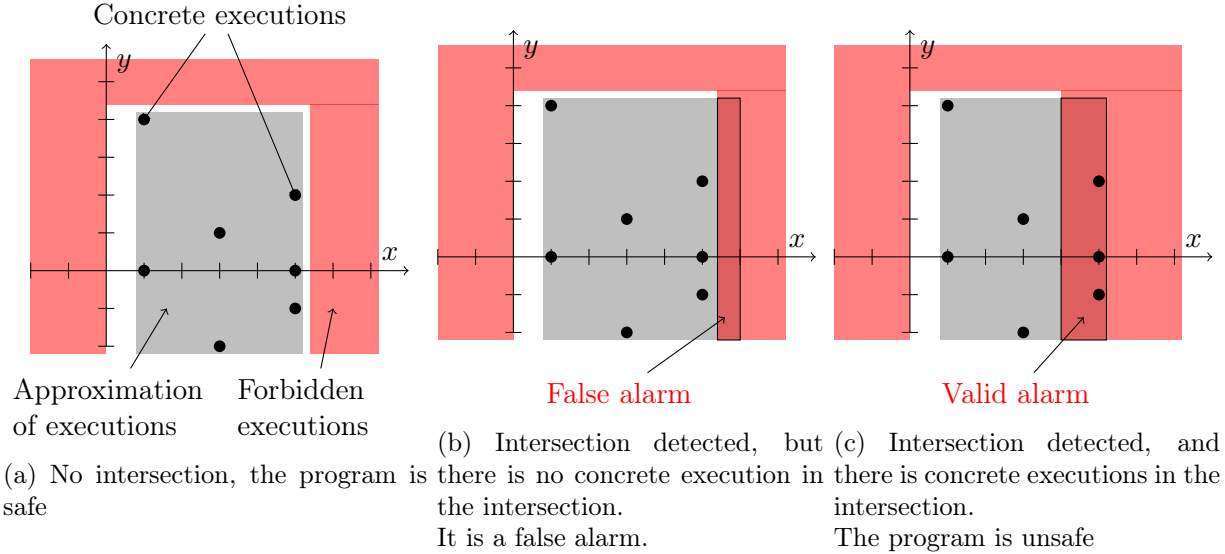 Concrete executions
y
x
Approximation
of executions
Forbidden
executions
(a) No intersection, the program is
safe
y
x
False alarm
(b) Intersection detected, but
there is no concrete execution in
the intersection.
It is a false alarm.
y
x
Valid alarm
(c) Intersection detected, and
there is concrete executions in the
intersection.
The program is unsafe